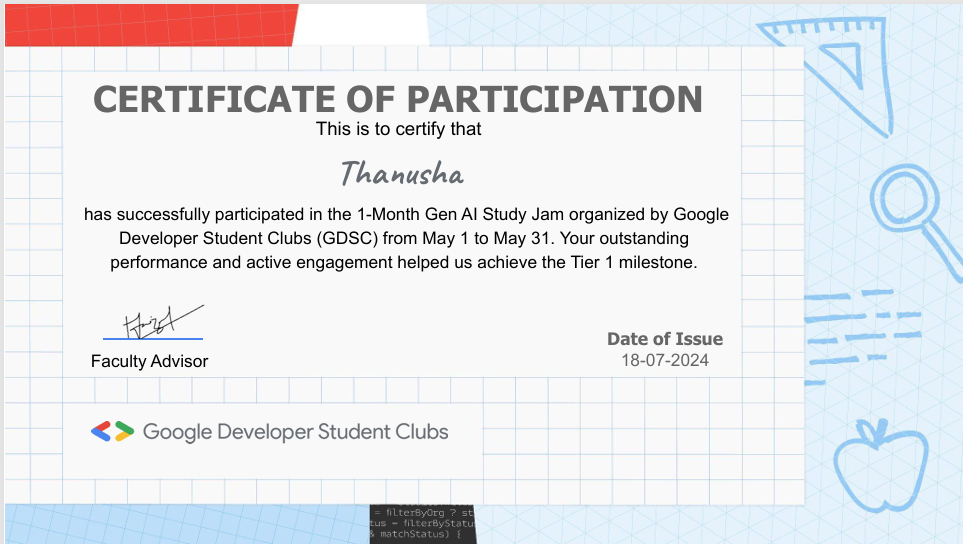 CERTIFICATE OF PARTICIPATION
This is to certify that
Thanusha
has successfully participated in the 1-Month Gen AI Study Jam organized by Google
Developer Student Clubs (GDSC) from May 1 to May 31. Your outstanding
performance and active engagement helped us achieve the Tier 1 milestone.
Faculty Advisor
Date of Issue
18-07-2024
Google Developer Student Clubs
= filterByOrg ? st
tus = filterByStatu
& matchStatus) }